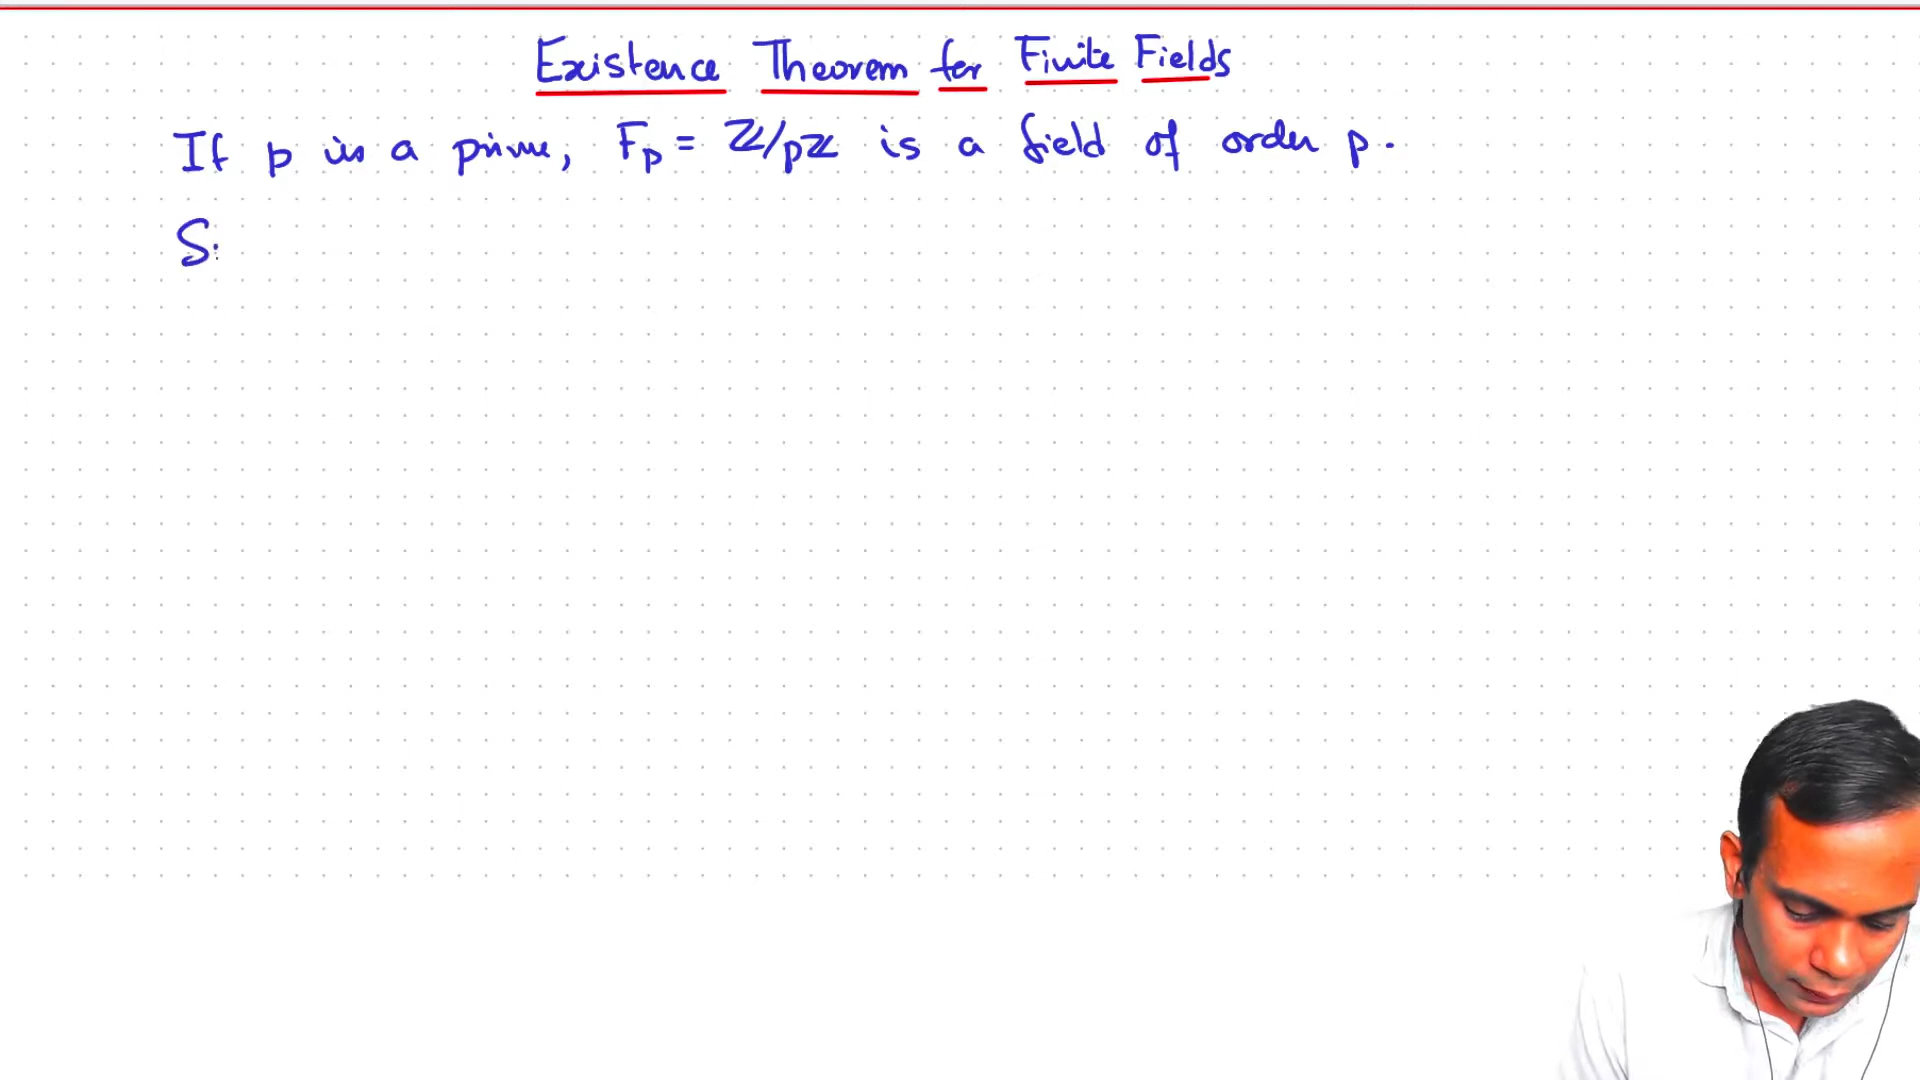 Existence Theorem for Finite Fields
If p is a prime, Fp = ℤ/pℤ is a field of order p.
S